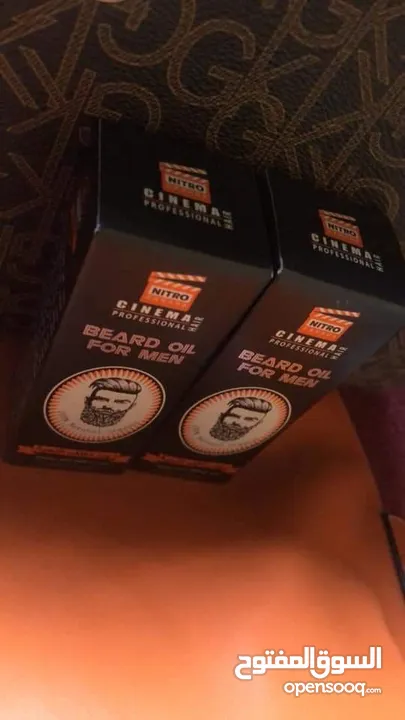 NITRO
CINEMA
PROFESSIONAL
HAIR
NITRO
CINEMA
PROFESSIONAL
HAIR
NITRO
CINEMA
PROFESSIONAL
HAIR
BEARD OIL
FOR MEN
NITRO
CINEMA
PROFESSIONAL
HAIR
BEARD OIL
FOR MEN
السوق المفتوح
opensooq.com